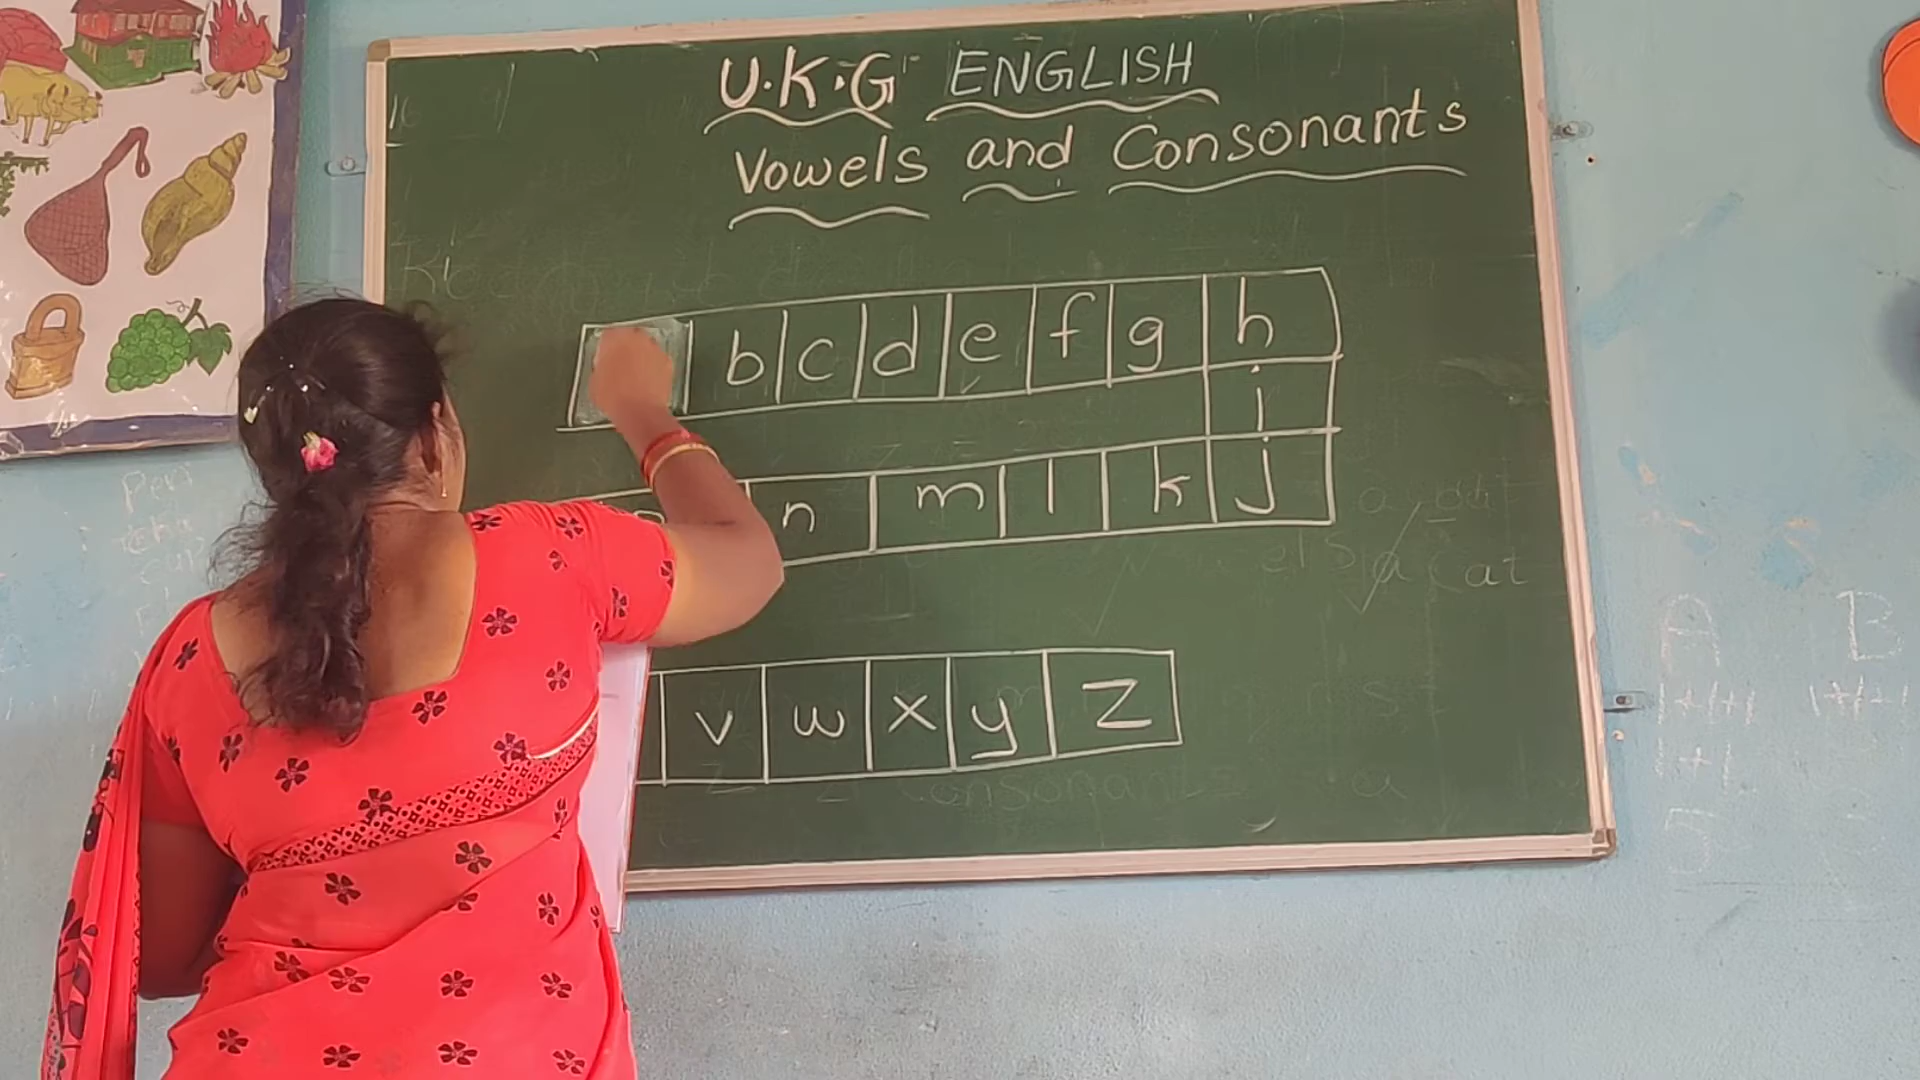 U.K.G ENGLISH
Vowels and Consonants
b c d e f g h
i
n m l k j
v w x y z
A B